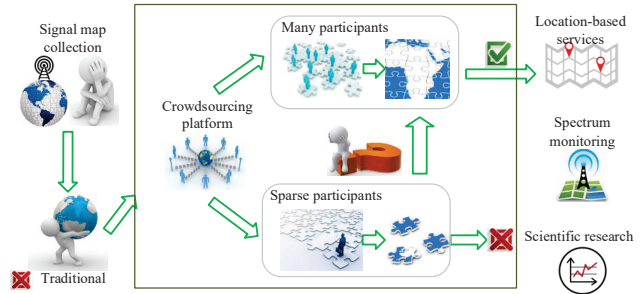 Signal map
collection
Traditional
Crowdsourcing
platform
Many participants
Sparse participants
Location-based
services
Spectrum
monitoring
Scientific research